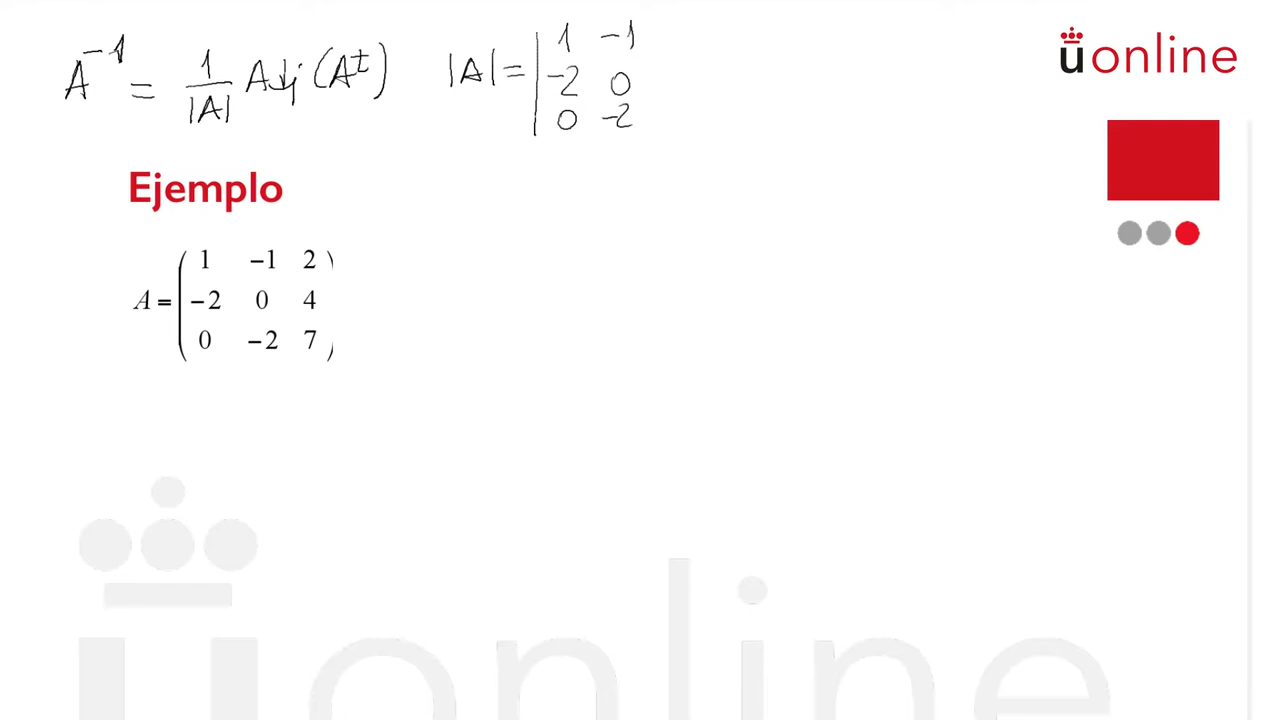 A⁻¹ = 1/|A| Adj (Aᵗ) |A| = | 1 -1
-2 0
0 -2
uonline
Ejemplo
A = ( 1 -1 2 )
-2 0 4
0 -2 7
uonline